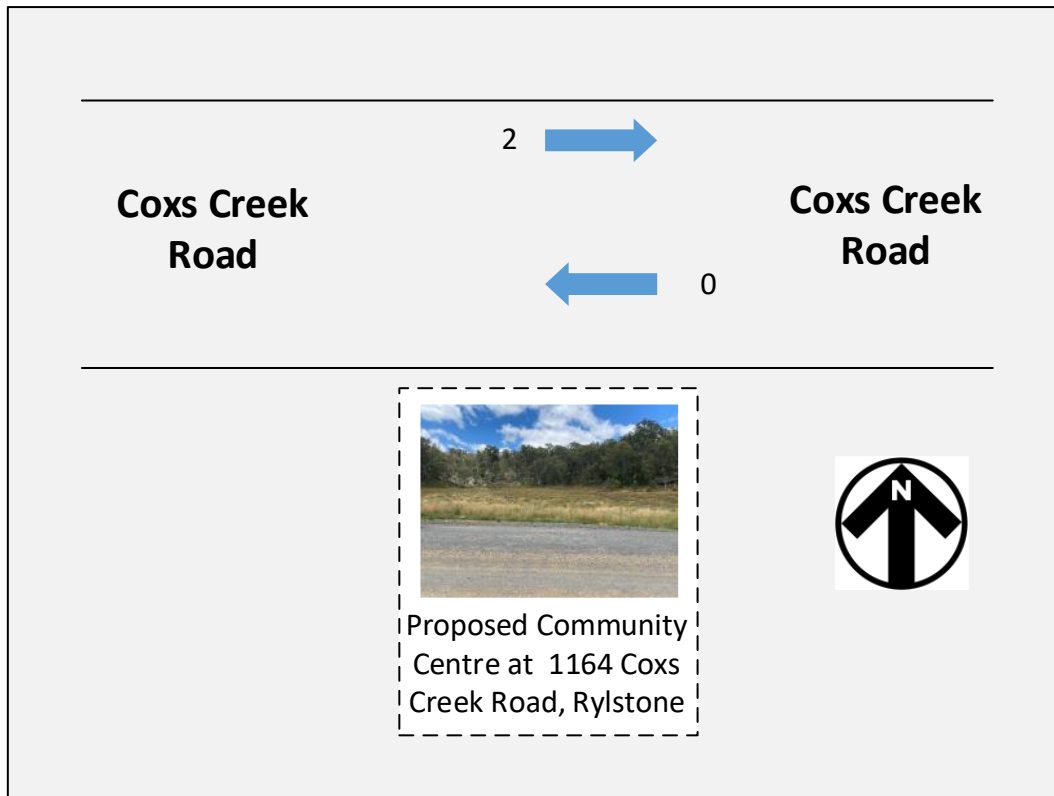 2
Coxs Creek
Road
Coxs Creek
Road
0
N
Proposed Community
Centre at 1164 Coxs
Creek Road, Rylstone